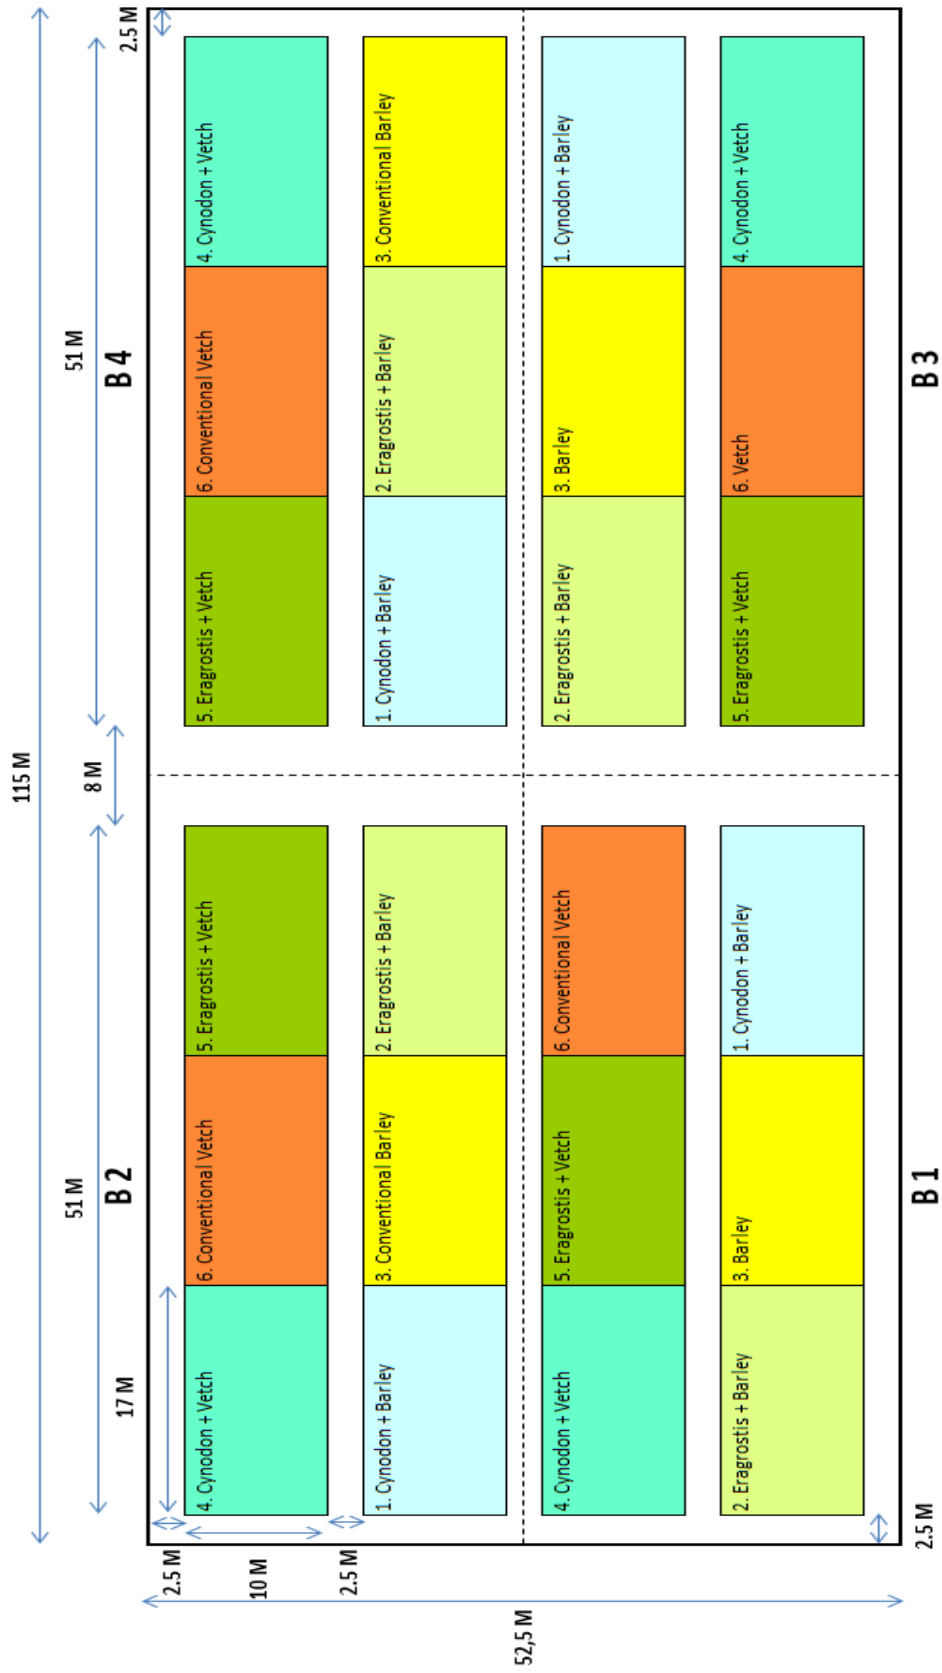 115 M
51 M
51 M
8 M
B 2
B 4
17 M
2.5 M
2.5 M
4. Cynodon + Vetch
6. Conventional Vetch
5. Eragrostis + Vetch
5. Eragrostis + Vetch
6. Conventional Vetch
4. Cynodon + Vetch
10 M
2.5 M
1. Cynodon + Barley
3. Conventional Barley
2. Eragrostis + Barley
1. Cynodon + Barley
2. Eragrostis + Barley
3. Conventional Barley
52,5 M
4. Cynodon + Vetch
5. Eragrostis + Vetch
6. Conventional Vetch
2. Eragrostis + Barley
3. Barley
1. Cynodon + Barley
2. Eragrostis + Barley
3. Barley
1. Cynodon + Barley
5. Eragrostis + Vetch
6. Vetch
4. Cynodon + Vetch
2.5 M
B 1
B 3